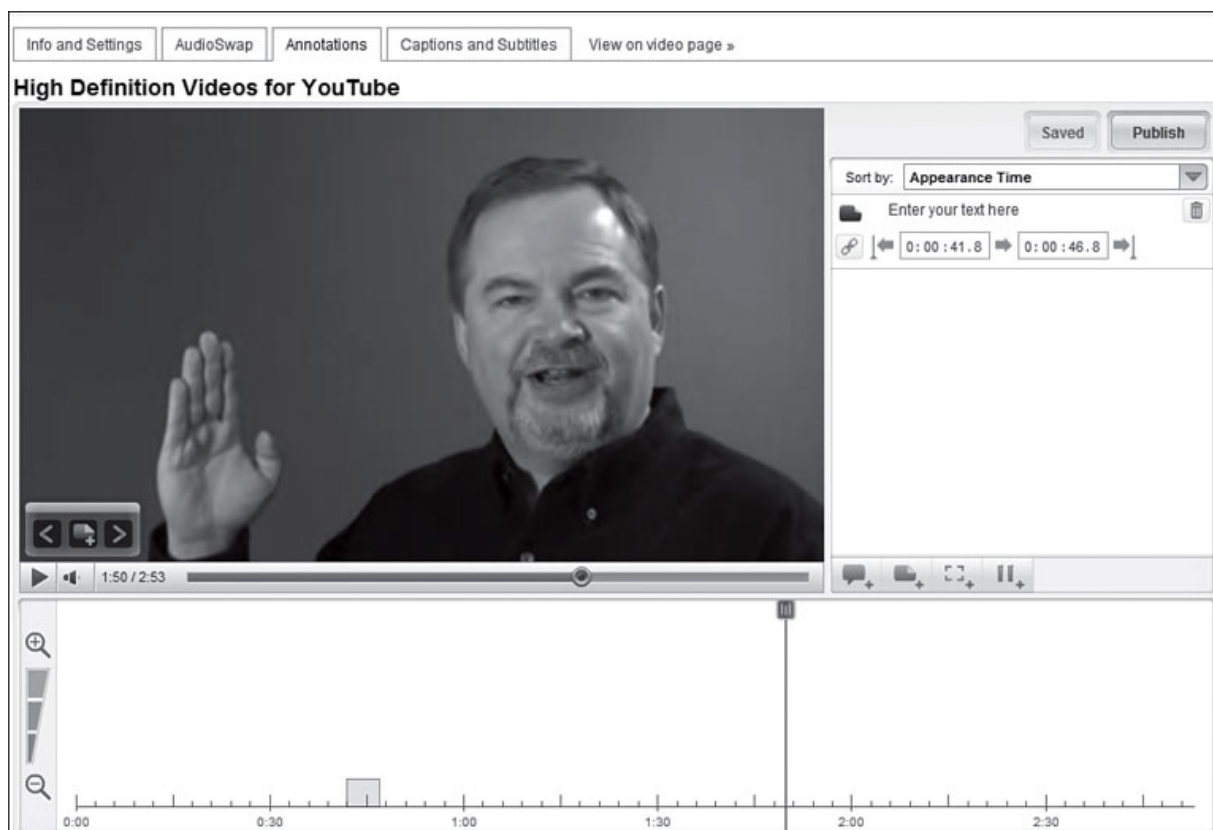 Info and Settings
AudioSwap
Annotations
Captions and Subtitles
View on video page »
High Definition Videos for YouTube
Saved
Publish
Sort by: Appearance Time
Enter your text here
0:00:41.8
0:00:46.8
1:50 / 2:53
0:00
0:30
1:00
1:30
2:00
2:30